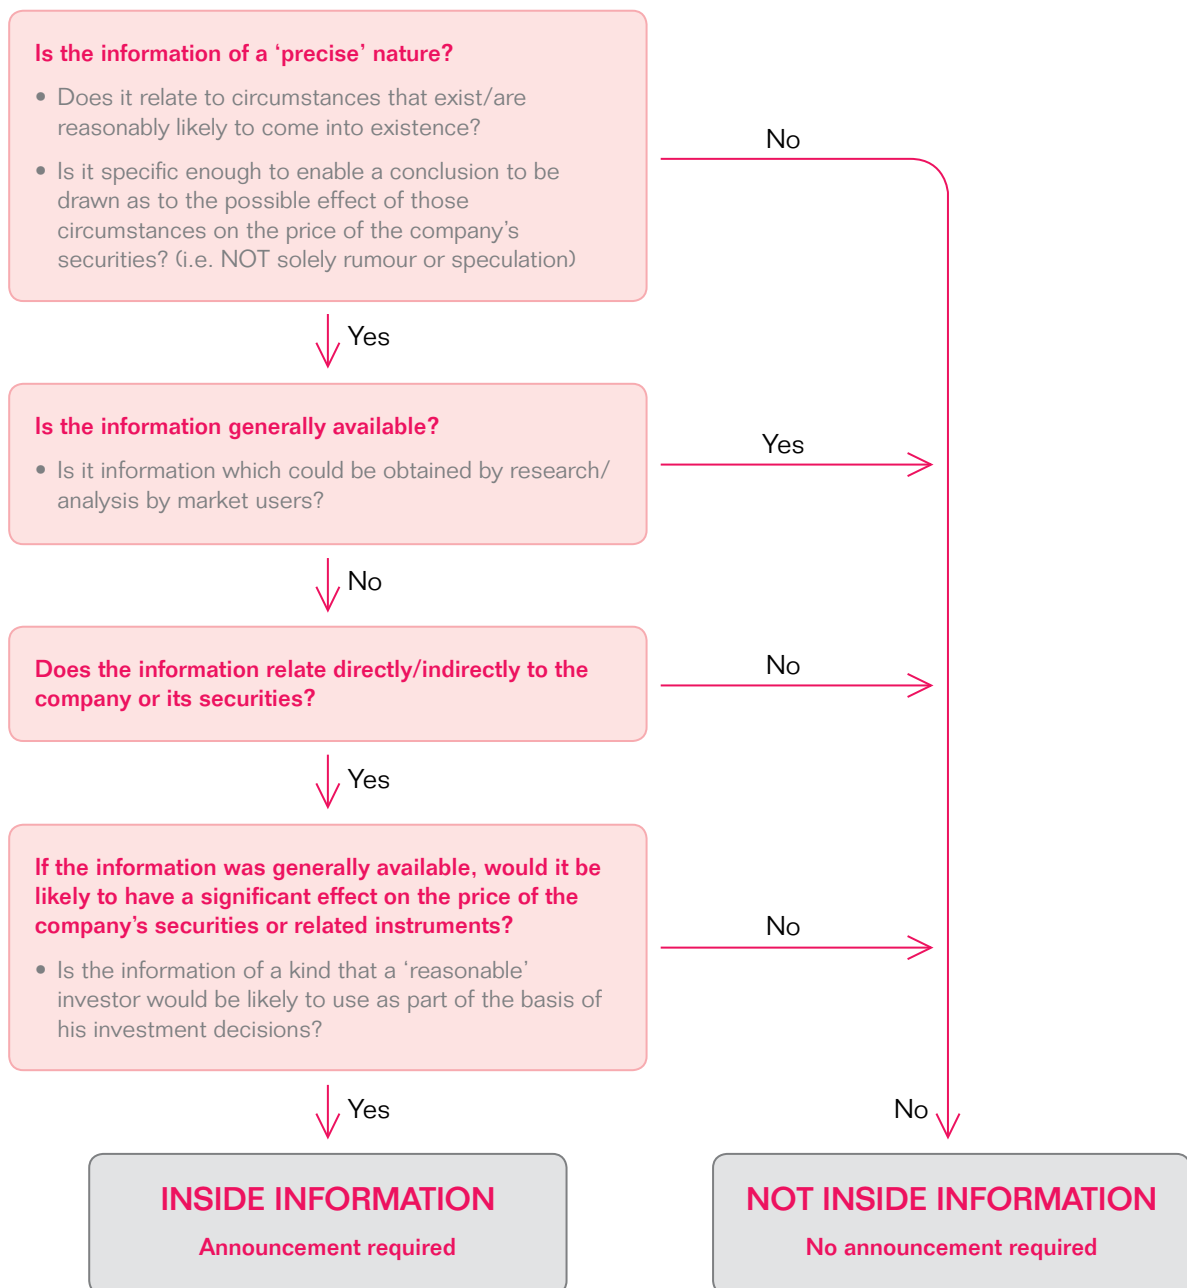 Is the information of a ‘precise’ nature?
• Does it relate to circumstances that exist/are
reasonably likely to come into existence?
• Is it specific enough to enable a conclusion to be
drawn as to the possible effect of those
circumstances on the price of the company’s
securities? (i.e. NOT solely rumour or speculation)
No
Yes
Is the information generally available?
• Is it information which could be obtained by research/
analysis by market users?
Yes
No
Does the information relate directly/indirectly to the
company or its securities?
No
Yes
If the information was generally available, would it be
likely to have a significant effect on the price of the
company’s securities or related instruments?
• Is the information of a kind that a ‘reasonable’
investor would be likely to use as part of the basis of
his investment decisions?
No
Yes
No
INSIDE INFORMATION
Announcement required
NOT INSIDE INFORMATION
No announcement required